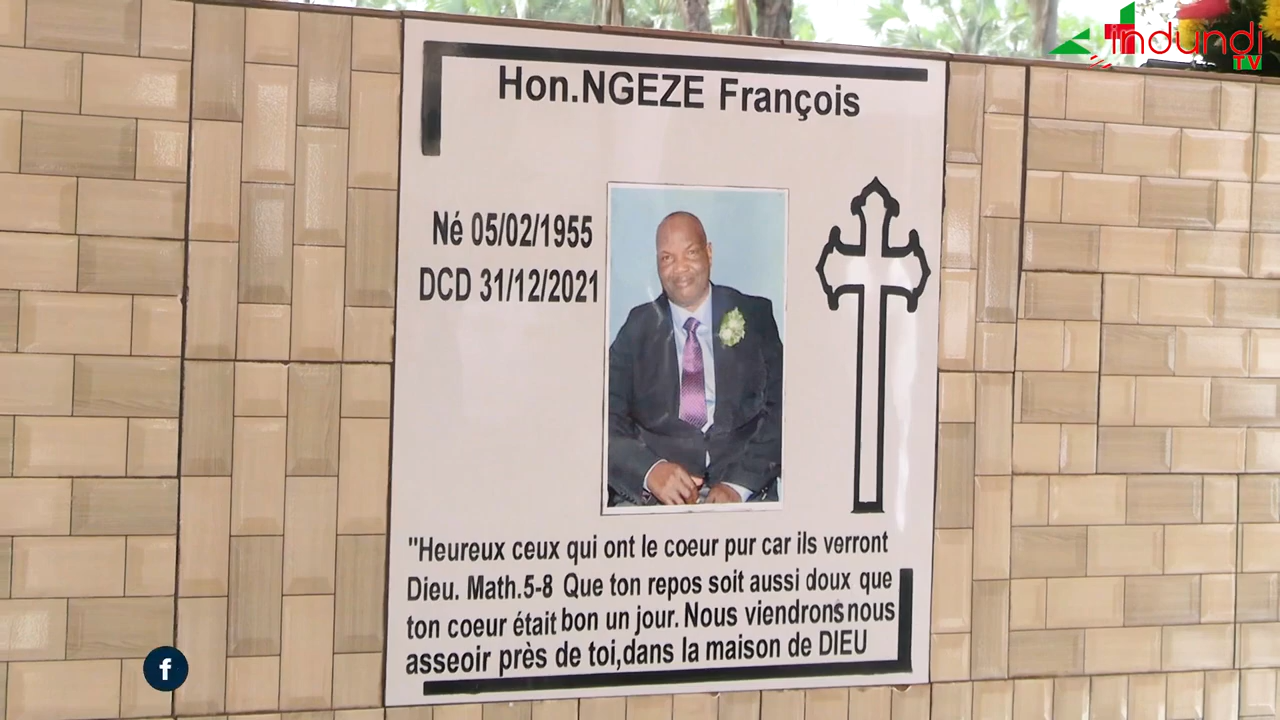 indundi
TV
Hon.NGEZE François
Né 05/02/1955
DCD 31/12/2021
"Heureux ceux qui ont le coeur pur car ils verront
Dieu. Math.5-8 Que ton repos soit aussi doux que
ton coeur était bon un jour. Nous viendrons nous
asseoir près de toi,dans la maison de DIEU
f